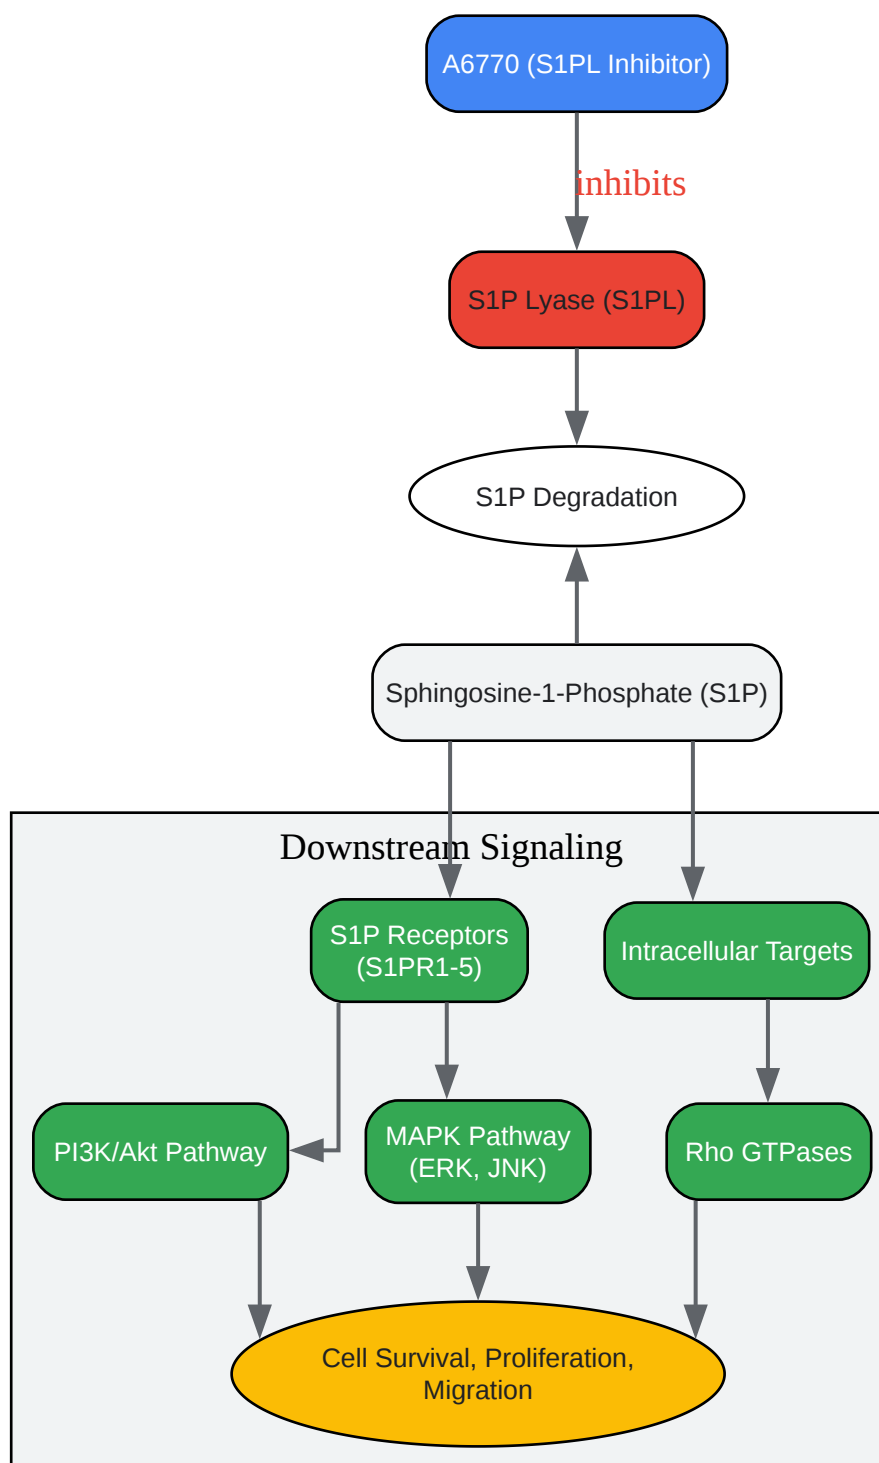 A6770 (S1PL Inhibitor)
inhibits
S1P Lyase (S1PL)
S1P Degradation
Sphingosine-1-Phosphate (S1P)
Downstream Signaling
S1P Receptors
(S1PR1-5)
Intracellular Targets
PI3K/Akt Pathway
MAPK Pathway
(ERK, JNK)
Rho GTPases
Cell Survival, Proliferation,
Migration